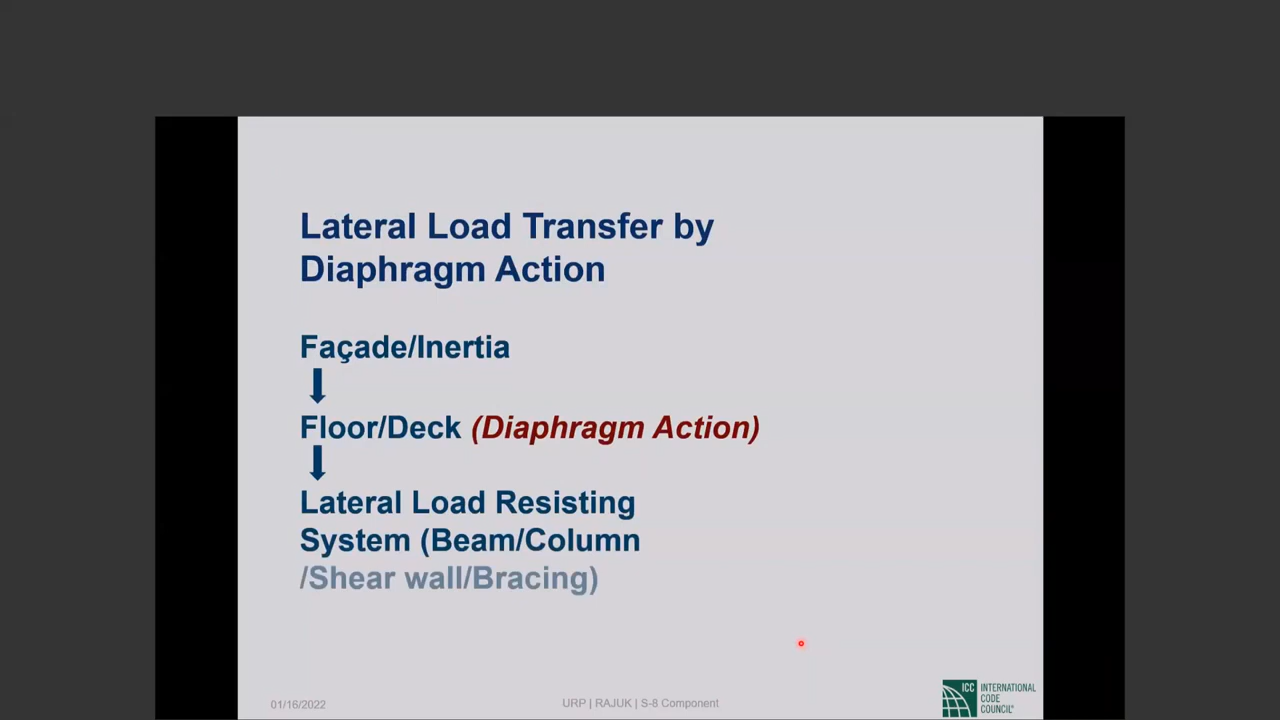 Lateral Load Transfer by
Diaphragm Action
Façade/Inertia
Floor/Deck (Diaphragm Action)
Lateral Load Resisting
System (Beam/Column
/Shear wall/Bracing)
01/16/2022
URP | RAJUK | S-8 Component
ICC
INTERNATIONAL
CODE
COUNCIL®